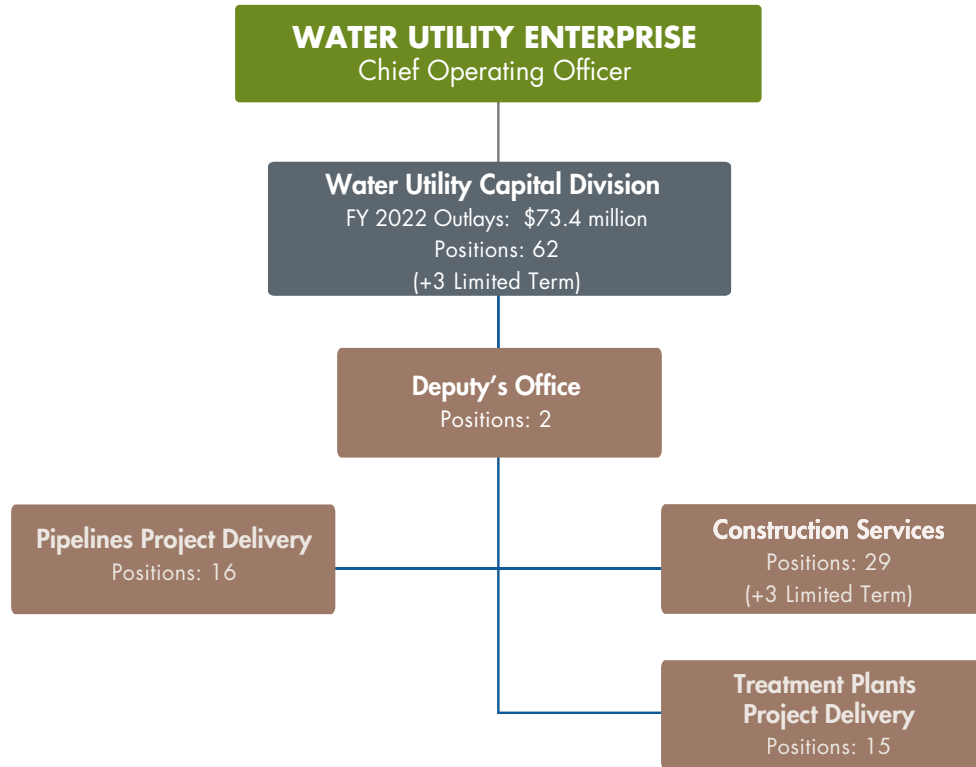 WATER UTILITY ENTERPRISE
Chief Operating Officer
Water Utility Capital Division
FY 2022 Outlays: $73.4 million
Positions: 62
(+3 Limited Term)
Deputy’s Office
Positions: 2
Pipelines Project Delivery
Positions: 16
Construction Services
Positions: 29
(+3 Limited Term)
Treatment Plants
Project Delivery
Positions: 15